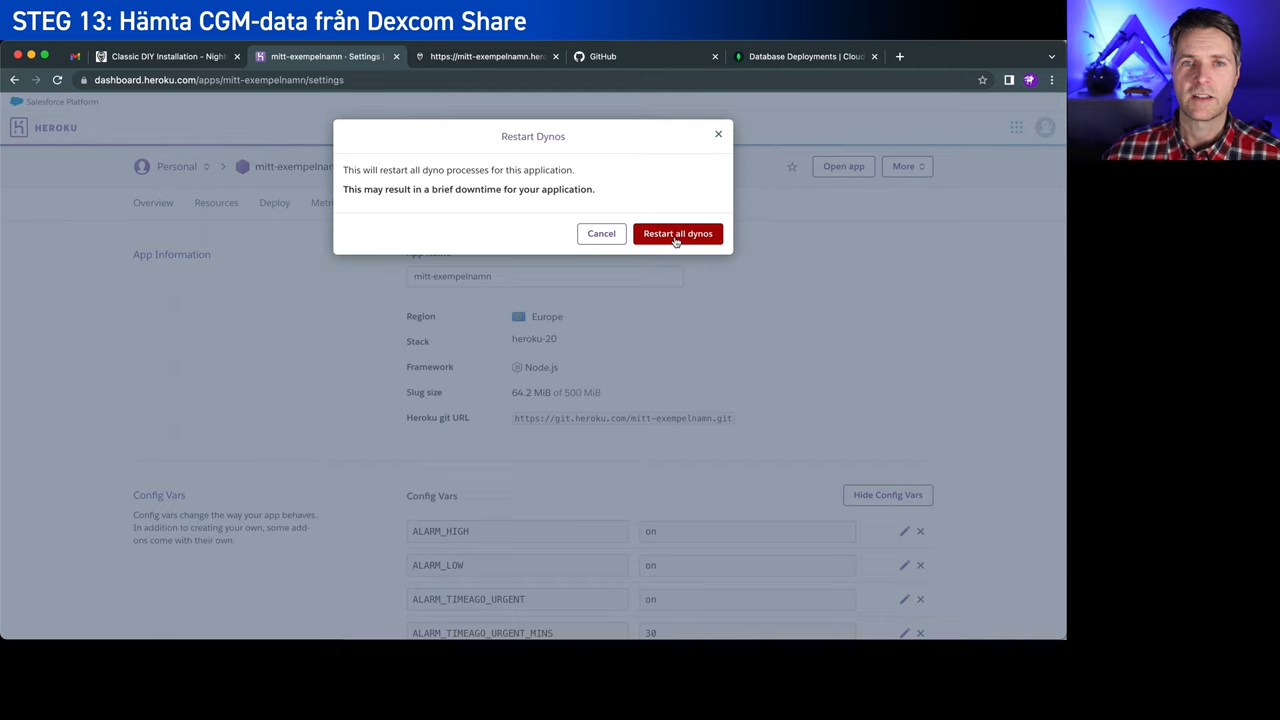 STEG 13: Hämta CGM-data från Dexcom Share
Classic DIY Installation – Nigh
mitt-exempelnamn · Settings |
https://mitt-exempelnamn.hero
GitHub
Database Deployments | Cloud
dashboard.heroku.com/apps/mitt-exempelnamn/settings
Salesforce Platform
HEROKU
Restart Dynos
This will restart all dyno processes for this application.
This may result in a brief downtime for your application.
Cancel
Restart all dynos
Personal
mitt-exempelnam
Open app
More
Overview
Resources
Deploy
Metri
App Information
mitt-exempelnamn
Region
Europe
Stack
heroku-20
Framework
Node.js
Slug size
64.2 MiB of 500 MiB
Heroku git URL
https://git.heroku.com/mitt-exempelnamn.git
Config Vars
Config vars change the way your app behaves.
In addition to creating your own, some add-
ons come with their own.
Config Vars
Hide Config Vars
ALARM_HIGH
on
ALARM_LOW
on
ALARM_TIMEAGO_URGENT
on
ALARM_TIMEAGO_URGENT_MINS
30